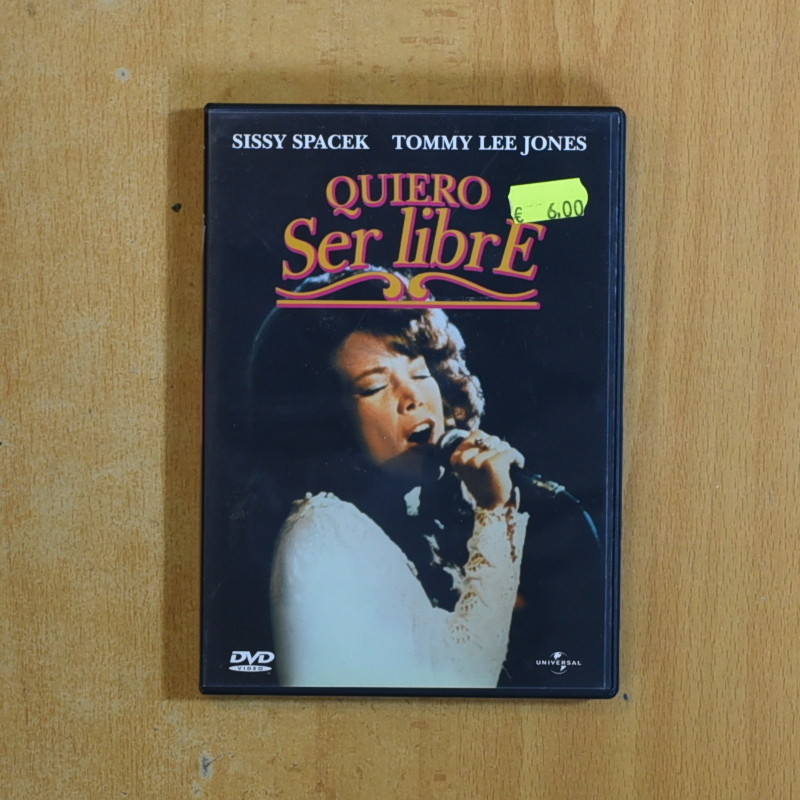 SISSY SPACEK TOMMY LEE JONES
QUIERO
Ser librE
€ 6,00
DVD
VIDEO
UNIVERSAL